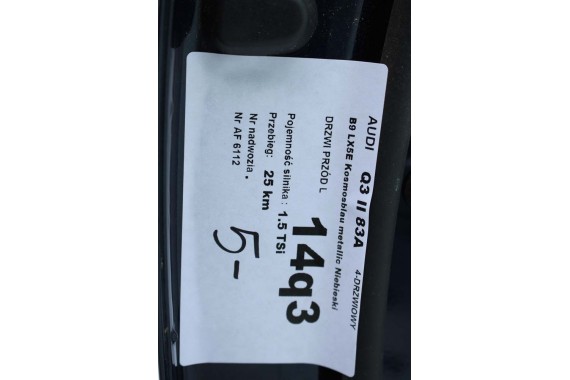 AUDI Q3 II 83A 4-DRZWIOWY
B9 LX5E Kosmosblau metallic Niebieski
DRZWI PRZÓD L
14q3
Pojemność silnika : 1.5 TSi
Przebieg: 25 km
Nr nadwozia .
Nr AF 6112
5-